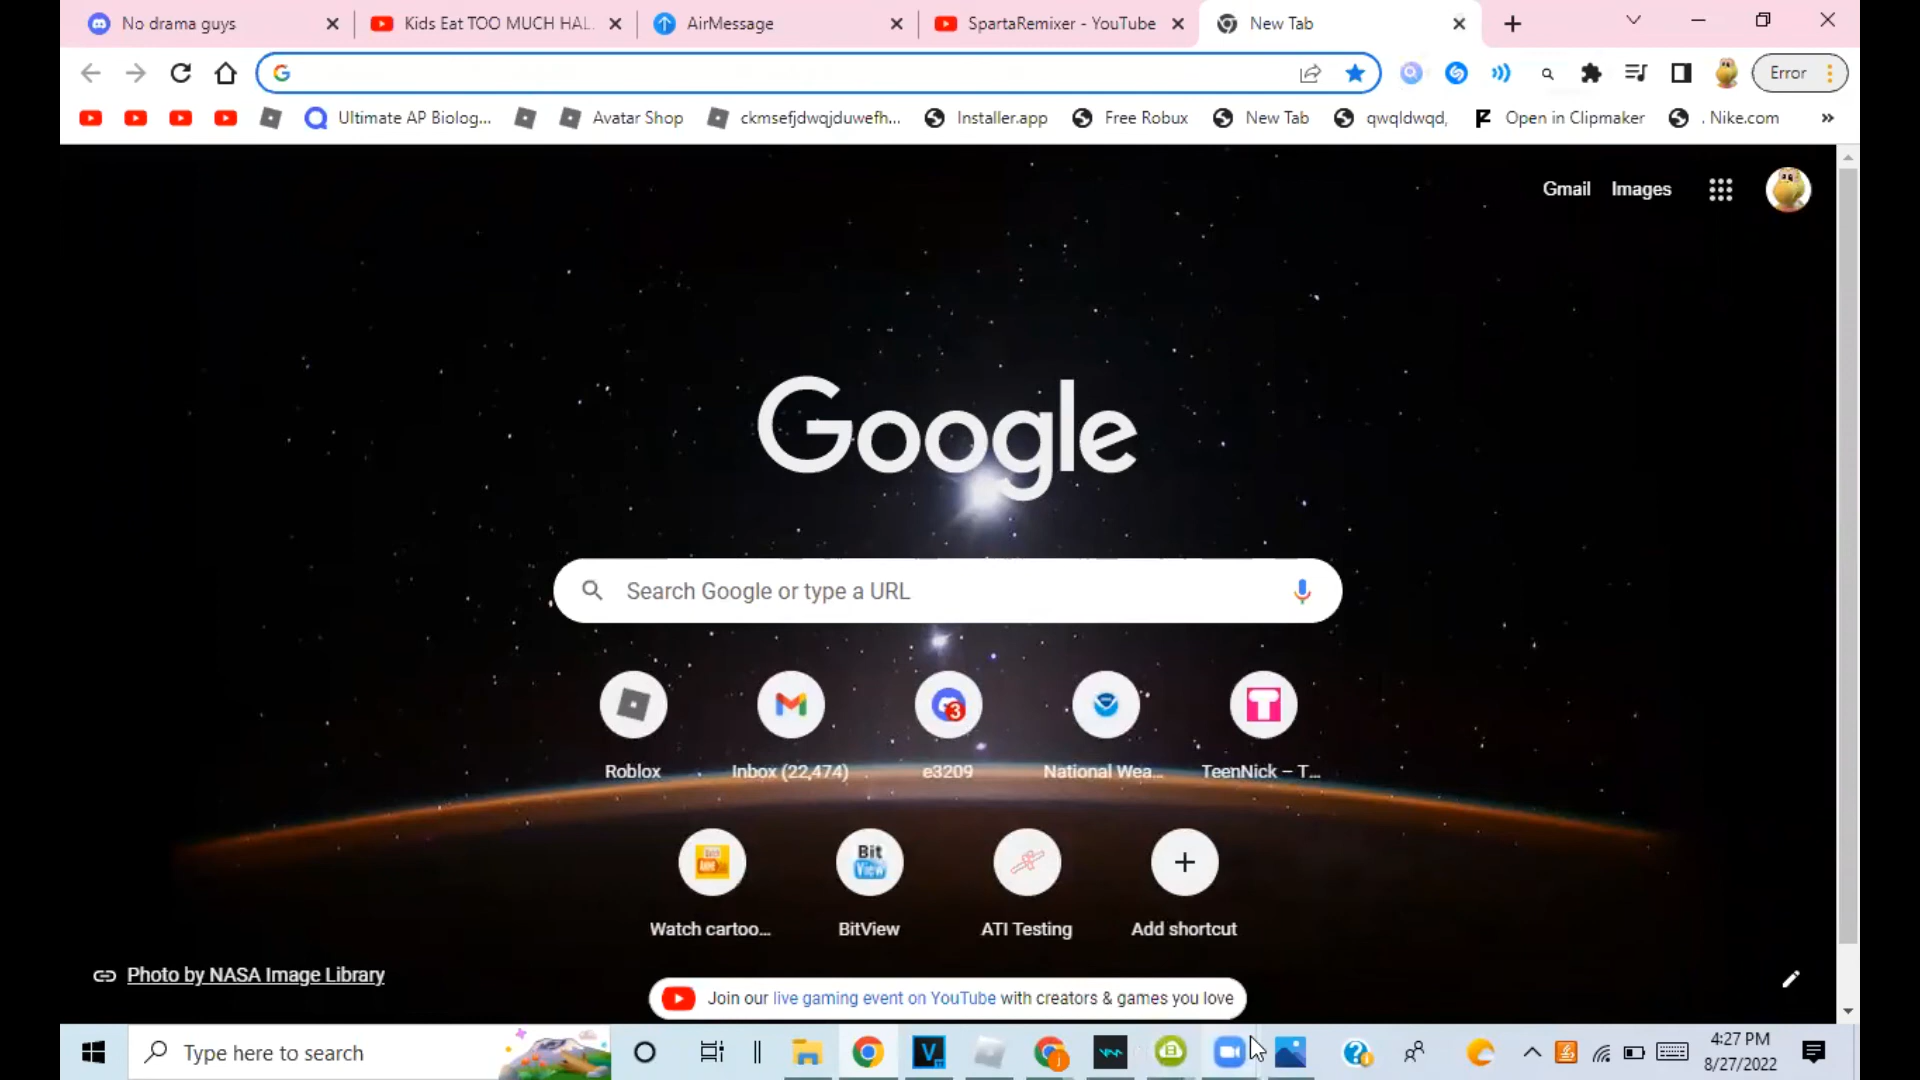 No drama guys
Kids Eat TOO MUCH HAL
AirMessage
SpartaRemixer - YouTube
New Tab
Error
Ultimate AP Biolog...
Avatar Shop
ckmsefjdwqjduwefh...
Installer.app
Free Robux
New Tab
qwqldwqd,
Open in Clipmaker
. Nike.com
Gmail
Images
Google
Search Google or type a URL
3
Roblox
Inbox (22,474)
e3209
National Wea...
T
TeenNick – T...
Bit
View
Watch cartoo...
BitView
ATI Testing
Add shortcut
Photo by NASA Image Library
Join our live gaming event on YouTube with creators & games you love
Type here to search
V
4:27 PM
8/27/2022